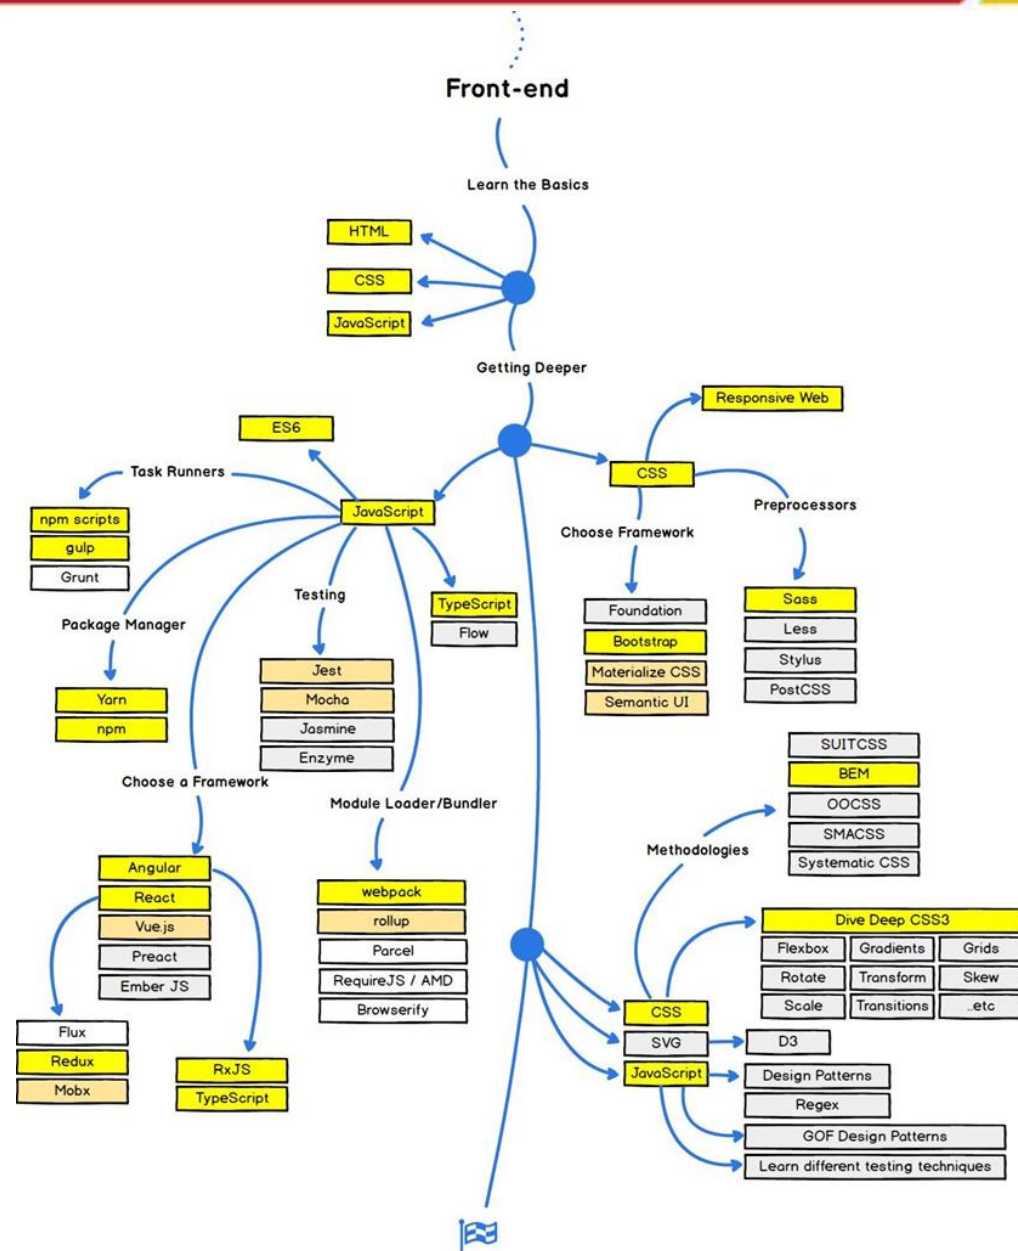 Front-end
Learn the Basics
HTML
CSS
JavaScript
Getting Deeper
Responsive Web
ES6
Task Runners
CSS
Preprocessors
JavaScript
npm scripts
gulp
Grunt
Choose Framework
Testing
TypeScript
Flow
Package Manager
Foundation
Bootstrap
Materialize CSS
Semantic UI
Sass
Less
Stylus
PostCSS
Yarn
npm
Jest
Mocha
Jasmine
Enzyme
Choose a Framework
Module Loader/Bundler
SUITCSS
BEM
OOCSS
SMACSS
Systematic CSS
Methodologies
Angular
React
Vue.js
Preact
Ember JS
webpack
rollup
Parcel
RequireJS / AMD
Browserify
Dive Deep CSS3
Flexbox Gradients Grids
Rotate Transform Skew
Scale Transitions ..etc
Flux
Redux
Mobx
RxJS
TypeScript
CSS
SVG
JavaScript
D3
Design Patterns
Regex
GOF Design Patterns
Learn different testing techniques